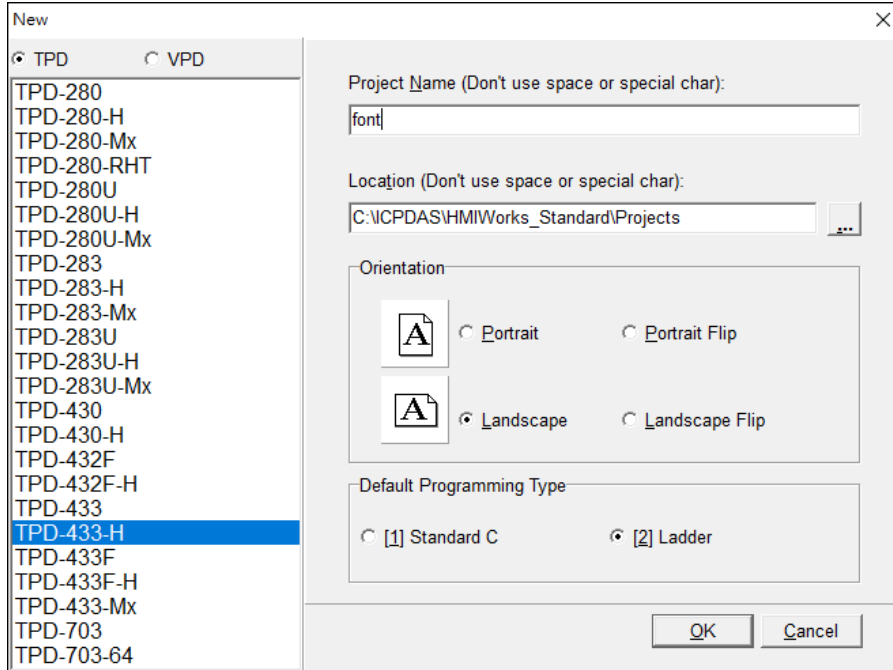 New
TPD VPD
TPD-280
TPD-280-H
TPD-280-Mx
TPD-280-RHT
TPD-280U
TPD-280U-H
TPD-280U-Mx
TPD-283
TPD-283-H
TPD-283-Mx
TPD-283U
TPD-283U-H
TPD-283U-Mx
TPD-430
TPD-430-H
TPD-432F
TPD-432F-H
TPD-433
TPD-433-H
TPD-433F
TPD-433F-H
TPD-433-Mx
TPD-703
TPD-703-64
Project Name (Don't use space or special char):
font
Location (Don't use space or special char):
C:\ICPDAS\HMIWorks_Standard\Projects
...
Orientation
A Portrait Portrait Flip
A Landscape Landscape Flip
Default Programming Type
[1] Standard C [2] Ladder
OK Cancel